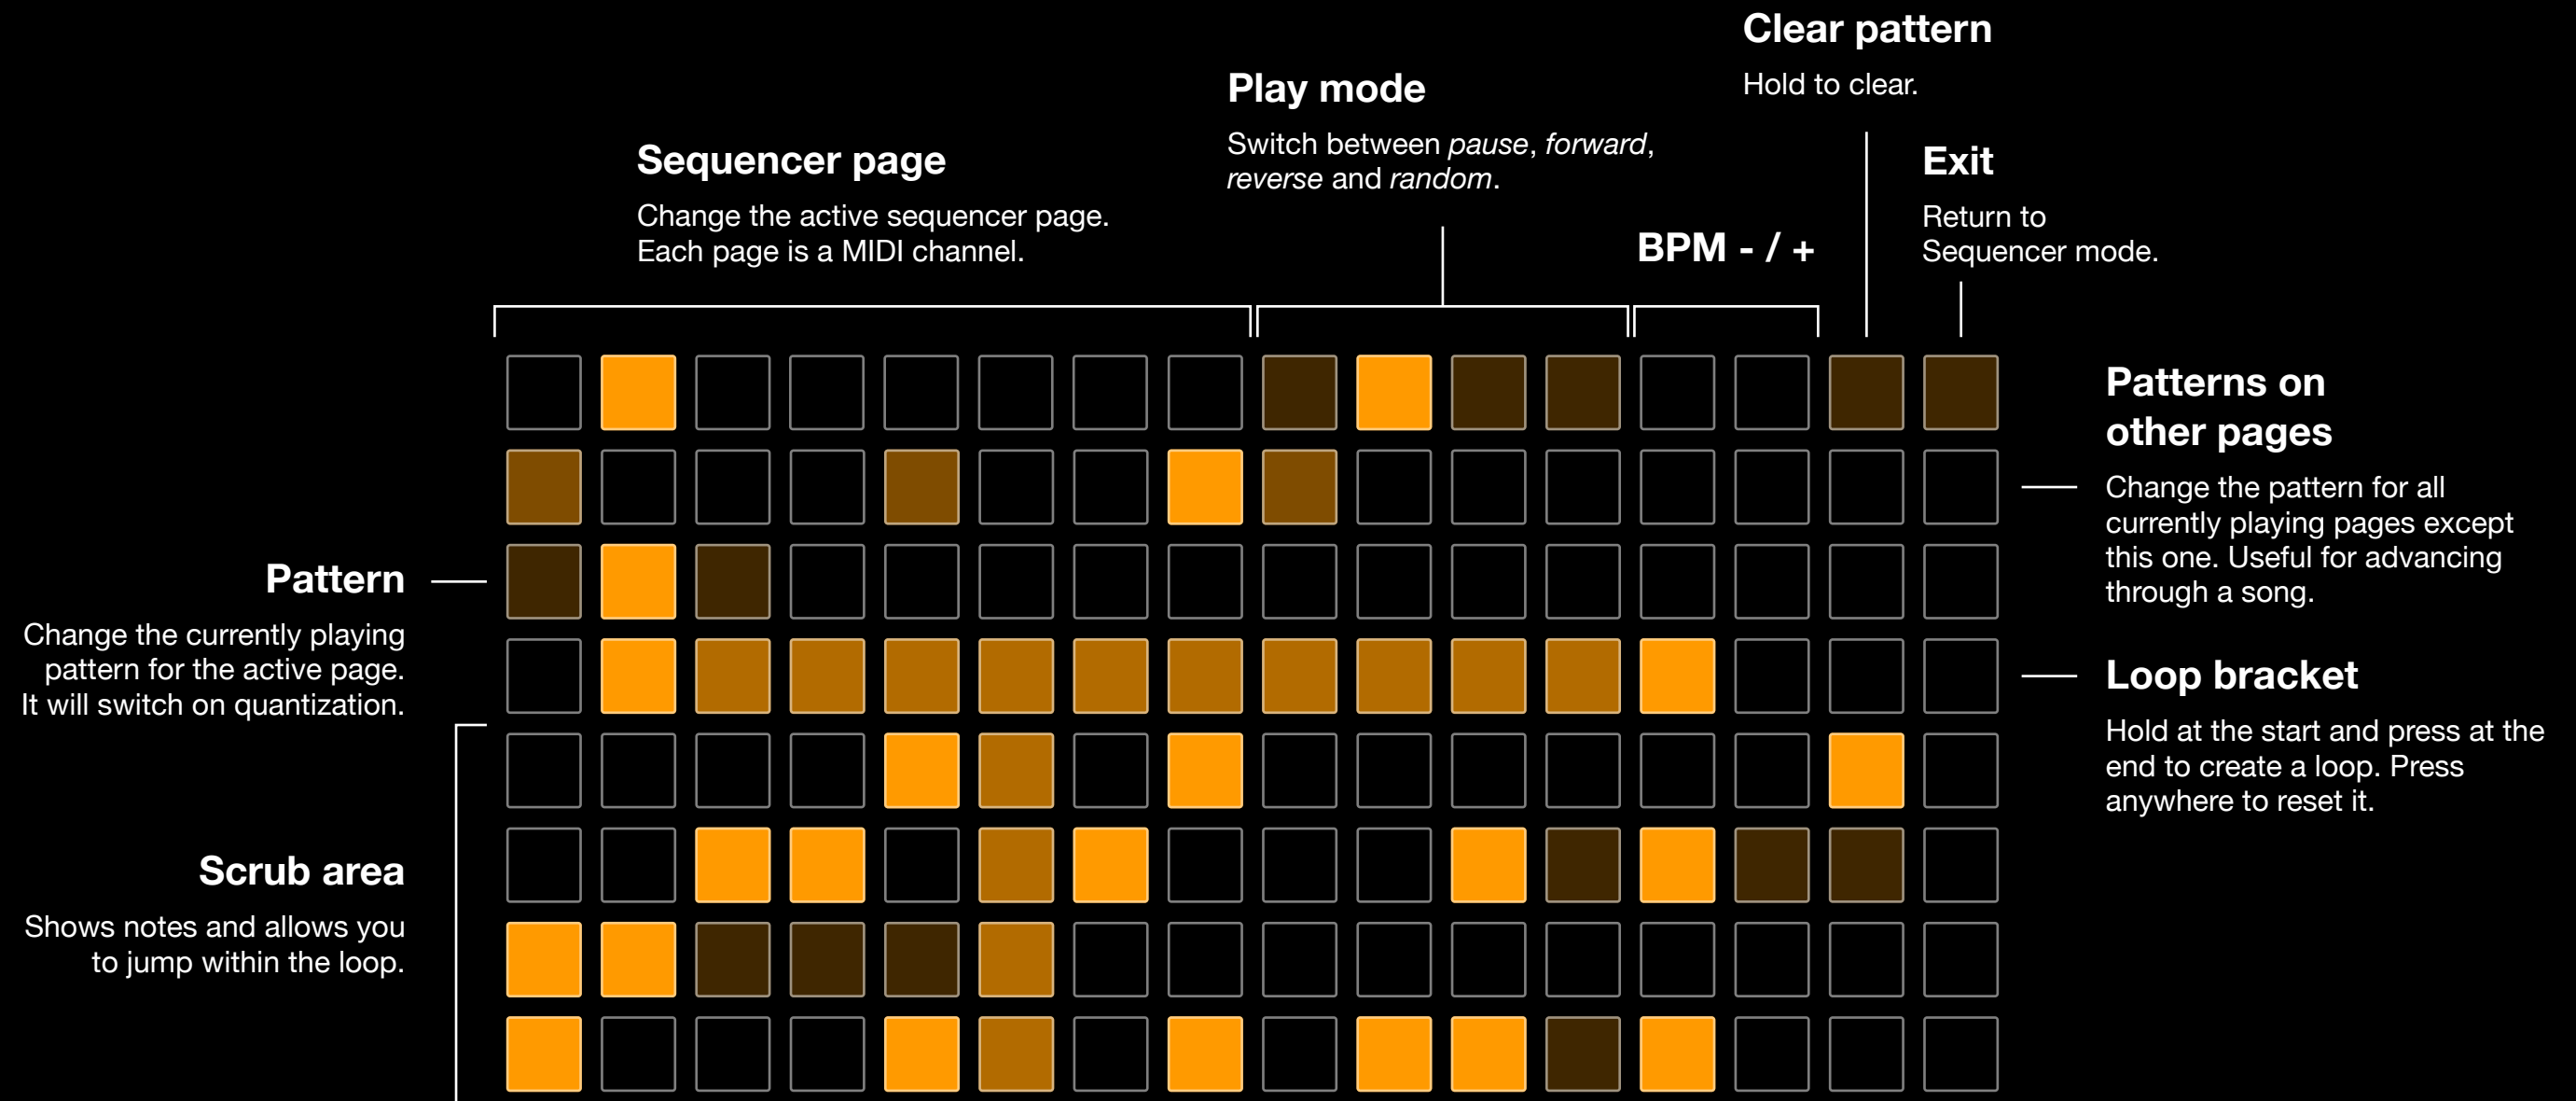 Clear pattern
Hold to clear.
Play mode
Switch between pause, forward,
reverse and random.
Sequencer page
Change the active sequencer page.
Each page is a MIDI channel.
BPM - / +
Exit
Return to
Sequencer mode.
Patterns on
other pages
Change the pattern for all
currently playing pages except
this one. Useful for advancing
through a song.
Pattern
Change the currently playing
pattern for the active page.
It will switch on quantization.
Loop bracket
Hold at the start and press at the
end to create a loop. Press
anywhere to reset it.
Scrub area
Shows notes and allows you
to jump within the loop.